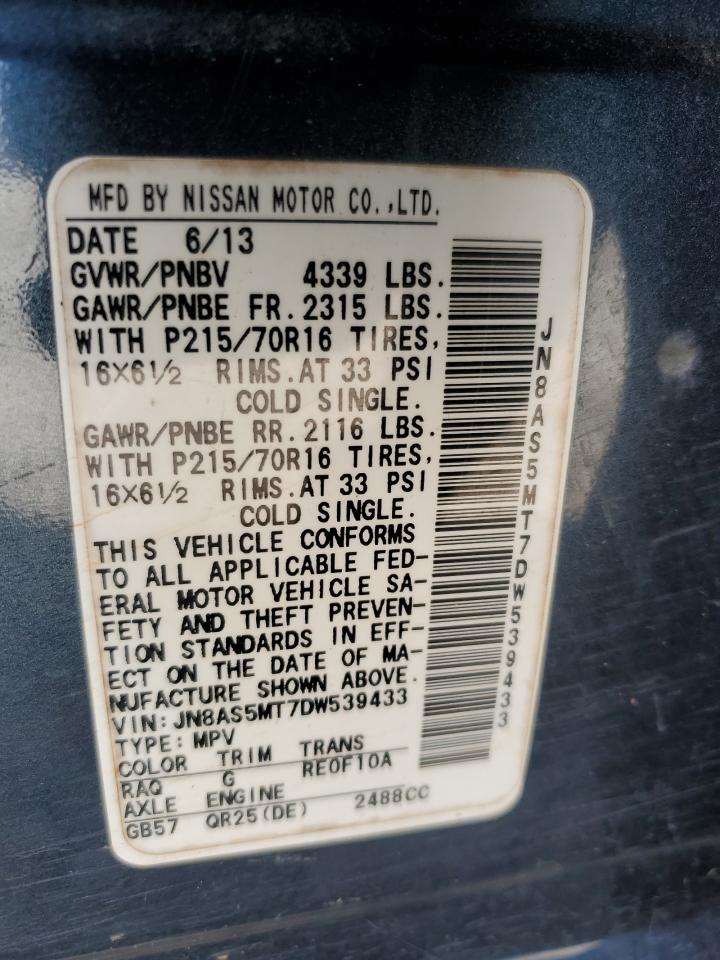 MFD BY NISSAN MOTOR CO.,LTD.
DATE 6/13
GVWR/PNBV 4339 LBS.
GAWR/PNBE FR.2315 LBS.
WITH P215/70R16 TIRES,
16X6½ RIMS.AT 33 PSI
COLD SINGLE.
GAWR/PNBE RR.2116 LBS.
WITH P215/70R16 TIRES,
16X6½ RIMS.AT 33 PSI
COLD SINGLE.
THIS VEHICLE CONFORMS
TO ALL APPLICABLE FED-
ERAL MOTOR VEHICLE SA-
FETY AND THEFT PREVEN-
TION STANDARDS IN EFF-
ECT ON THE DATE OF MA-
NUFACTURE SHOWN ABOVE.
VIN:JN8AS5MT7DW539433
TYPE:MPV
COLOR TRIM TRANS
RAQ G RE0F10A
AXLE ENGINE
GB57 QR25(DE) 2488CC
JN8AS5MT7DW539433